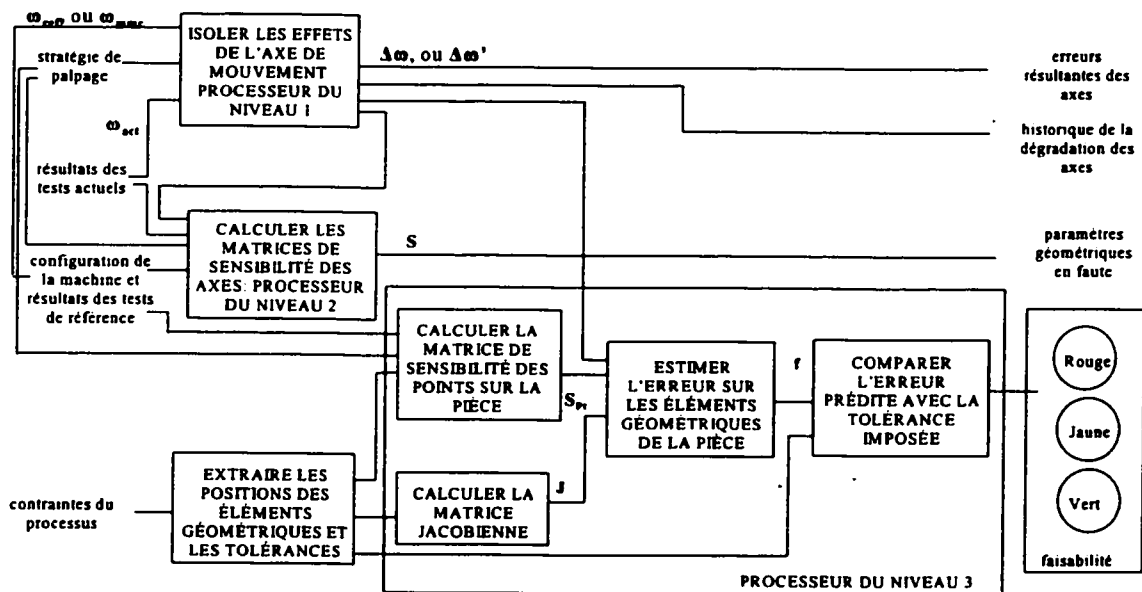 ISOLER LES EFFETS
DE L'AXE DE
MOUVEMENT
PROCESSEUR DU
NIVEAU 1
stratégie de
palpage
ω_act
résultats des
tests actuels
Δω, ou Δω'
erreurs
résultantes des
axes
historique de la
dégradation des
axes
CALCULER LES
MATRICES DE
SENSIBILITÉ DES
AXES: PROCESSEUR
DU NIVEAU 2
S
paramètres
géométriques
en faute
configuration de
la machine et
résultats des tests
de référence
CALCULER LA
MATRICE DE
SENSIBILITÉ DES
POINTS SUR LA
PIÈCE
S_Pt
ESTIMER
L'ERREUR SUR
LES ÉLÉMENTS
GÉOMÉTRIQUES
DE LA PIÈCE
f
COMPARER
L'ERREUR
PRÉDITE AVEC LA
TOLÉRANCE
IMPOSÉE
Rouge
Jaune
Vert
faisabilité
contraintes du
processus
EXTRAIRE LES
POSITIONS DES
ÉLÉMENTS
GÉOMÉTRIQUES ET
LES TOLÉRANCES
CALCULER LA
MATRICE
JACOBIENNE
J
PROCESSEUR DU NIVEAU 3